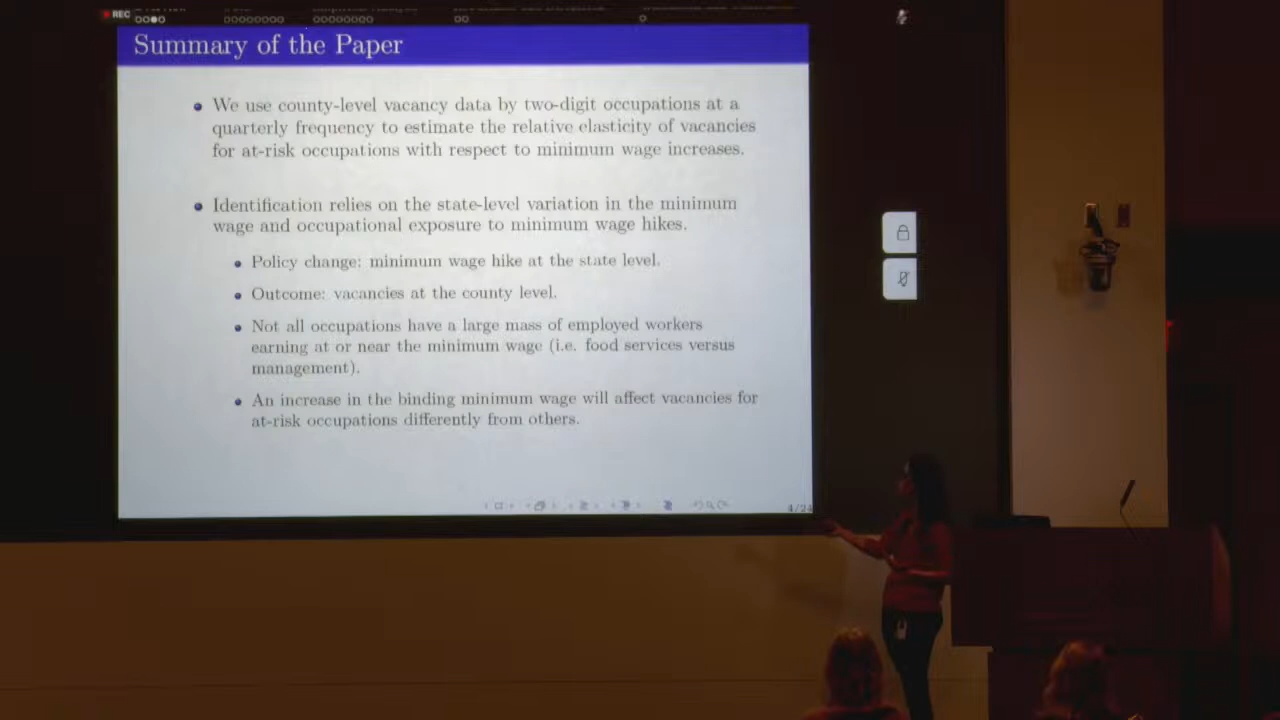 REC
Summary of the Paper
We use county-level vacancy data by two-digit occupations at a
quarterly frequency to estimate the relative elasticity of vacancies
for at-risk occupations with respect to minimum wage increases.
Identification relies on the state-level variation in the minimum
wage and occupational exposure to minimum wage hikes.
Policy change: minimum wage hike at the state level.
Outcome: vacancies at the county level.
Not all occupations have a large mass of employed workers
earning at or near the minimum wage (i.e. food services versus
management).
An increase in the binding minimum wage will affect vacancies for
at-risk occupations differently from others.
4/24